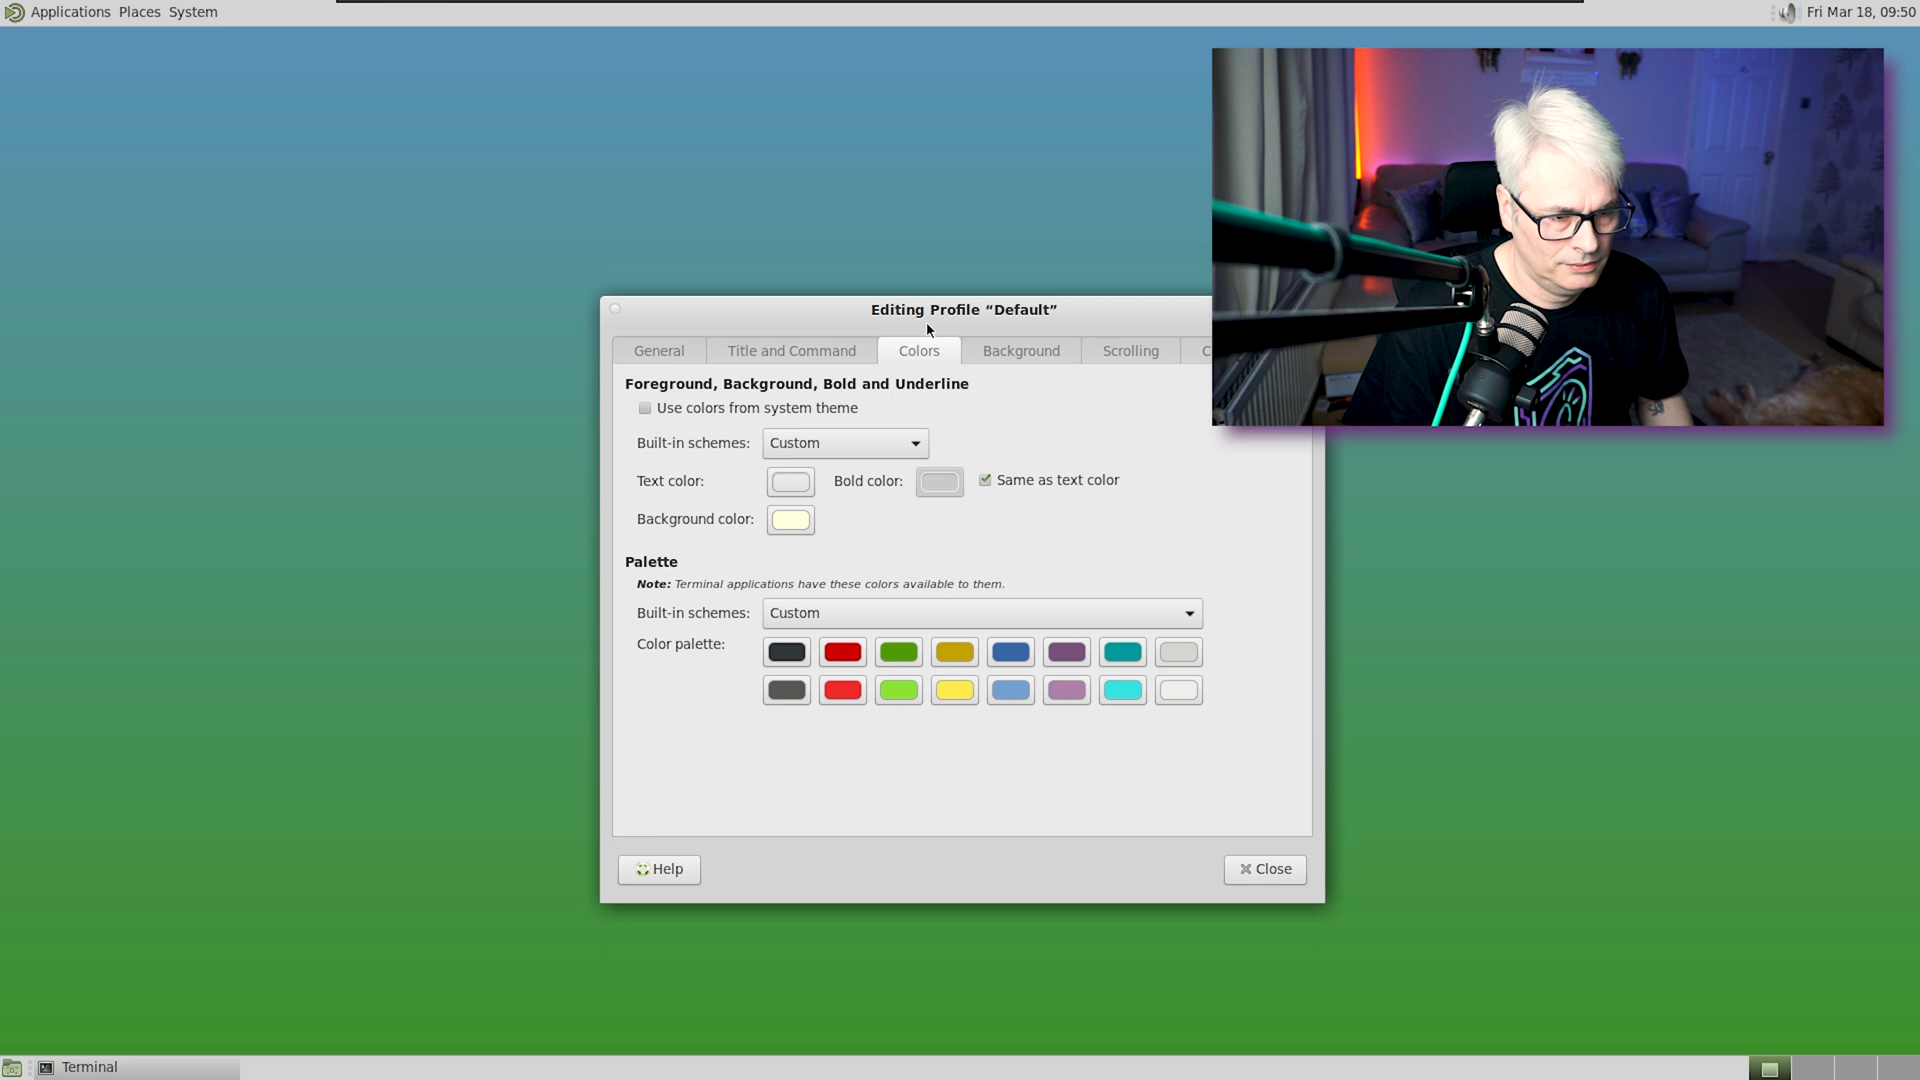 Applications Places System
Fri Mar 18, 09:50
Editing Profile “Default”
General Title and Command Colors Background Scrolling C
Foreground, Background, Bold and Underline
Use colors from system theme
Built-in schemes: Custom
Text color: Bold color: Same as text color
Background color:
Palette
Note: Terminal applications have these colors available to them.
Built-in schemes: Custom
Color palette:
Help Close
Terminal